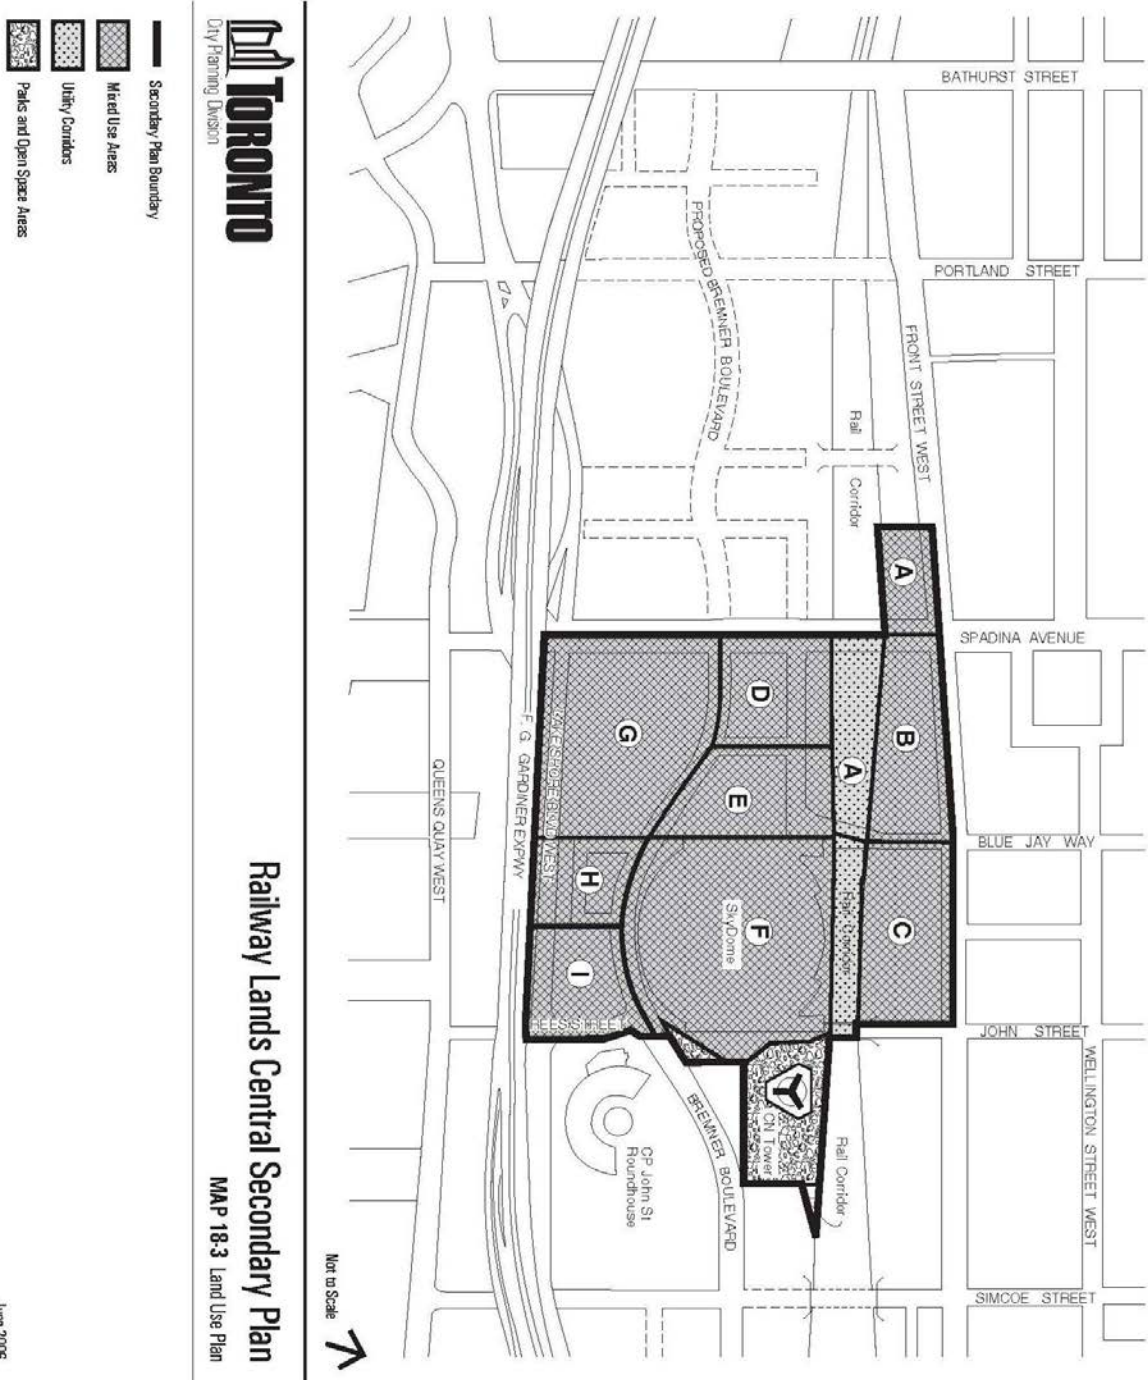 BATHURST STREET
PORTLAND STREET
FRONT STREET WEST
PROPOSED BREMNER BOULEVARD
Rail Corridor
SPADINA AVENUE
BLUE JAY WAY
JOHN STREET
WELLINGTON STREET WEST
SIMCOE STREET
A
B
A
C
D
E
F
G
H
I
SkyDome
Rail Corridor
LAKE SHORE BLVD WEST
F. G. GARDINER EXPWY
QUEENS QUAY WEST
REES STREET
CN Tower
Rail Corridor
BREMNER BOULEVARD
CP John St
Roundhouse
Not to Scale
TORONTO
City Planning Division
Railway Lands Central Secondary Plan
MAP 18-3 Land Use Plan
Secondary Plan Boundary
Mixed Use Areas
Utility Corridors
Parks and Open Space Areas
June 2006